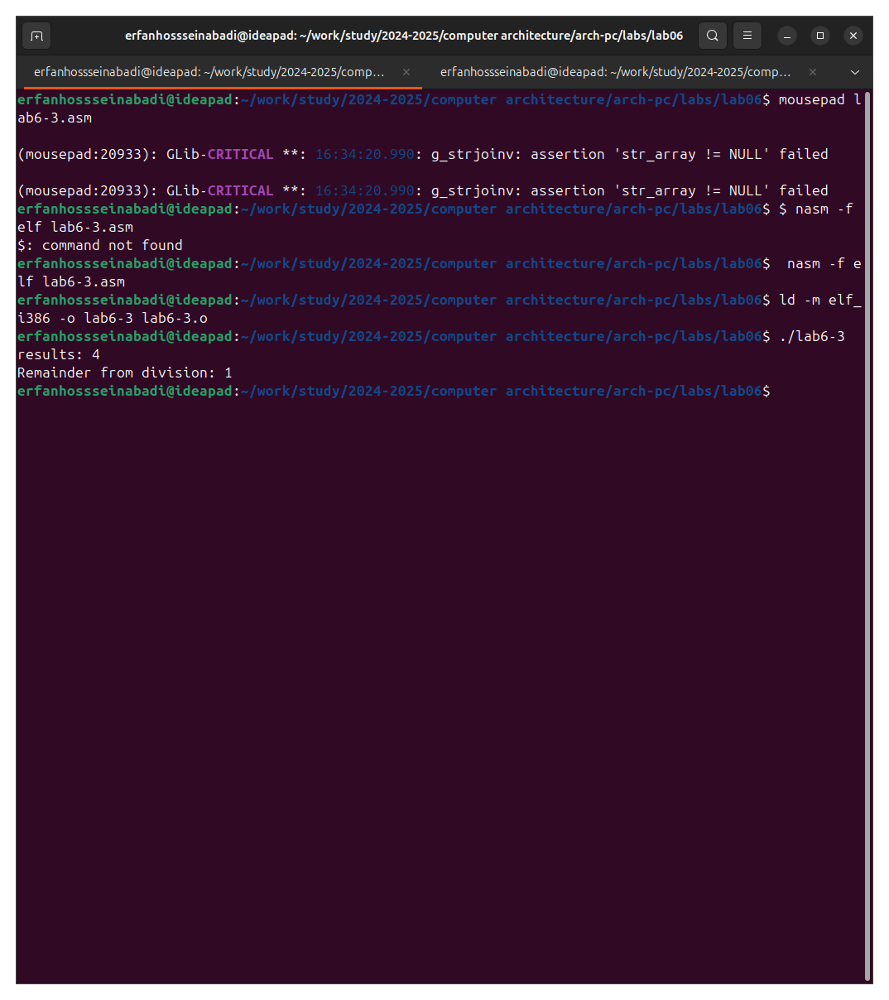 erfanhossseinabadi@ideapad: ~/work/study/2024-2025/computer architecture/arch-pc/labs/lab06
erfanhossseinabadi@ideapad: ~/work/study/2024-2025/comp...
erfanhossseinabadi@ideapad: ~/work/study/2024-2025/comp...
erfanhossseinabadi@ideapad:~/work/study/2024-2025/computer architecture/arch-pc/labs/lab06$ mousepad l
ab6-3.asm
(mousepad:20933): GLib-CRITICAL **: 16:34:20.990: g_strjoinv: assertion 'str_array != NULL' failed
(mousepad:20933): GLib-CRITICAL **: 16:34:20.990: g_strjoinv: assertion 'str_array != NULL' failed
erfanhossseinabadi@ideapad:~/work/study/2024-2025/computer architecture/arch-pc/labs/lab06$ $ nasm -f
elf lab6-3.asm
$: command not found
erfanhossseinabadi@ideapad:~/work/study/2024-2025/computer architecture/arch-pc/labs/lab06$  nasm -f e
lf lab6-3.asm
erfanhossseinabadi@ideapad:~/work/study/2024-2025/computer architecture/arch-pc/labs/lab06$ ld -m elf_
i386 -o lab6-3 lab6-3.o
erfanhossseinabadi@ideapad:~/work/study/2024-2025/computer architecture/arch-pc/labs/lab06$ ./lab6-3
results: 4
Remainder from division: 1
erfanhossseinabadi@ideapad:~/work/study/2024-2025/computer architecture/arch-pc/labs/lab06$